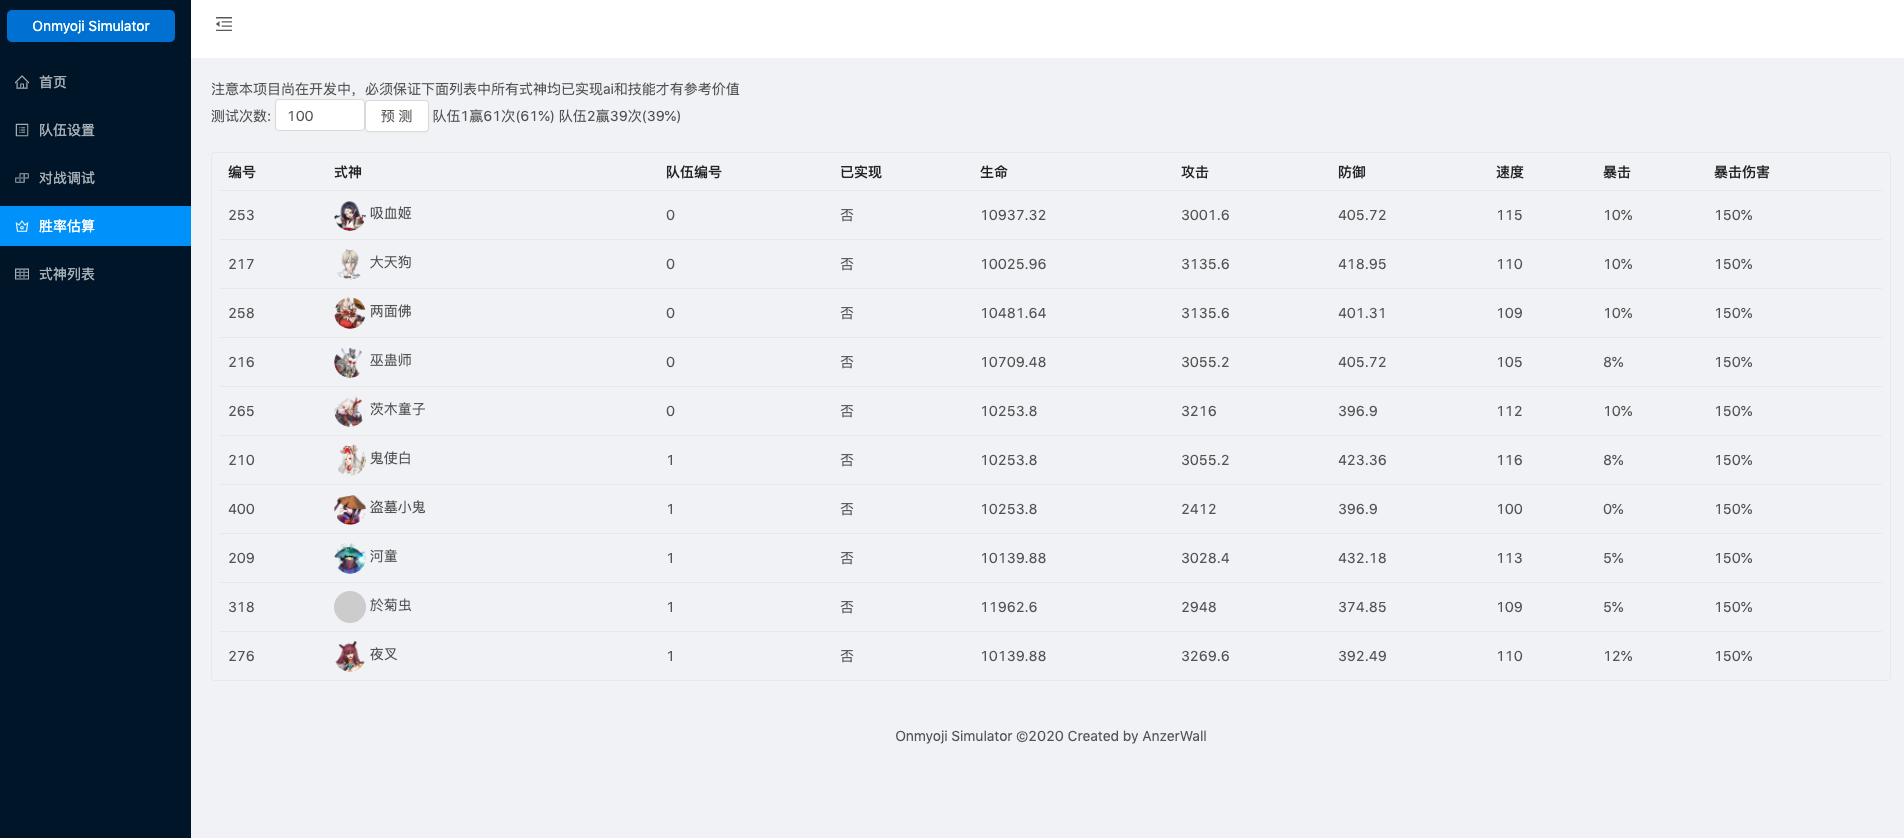 Onmyoji Simulator
首页
队伍设置
对战调试
胜率估算
式神列表
注意本项目尚在开发中，必须保证下面列表中所有式神均已实现ai和技能才有参考价值
测试次数: 100 预 测 队伍1赢61次(61%) 队伍2赢39次(39%)
编号 式神 队伍编号 已实现 生命 攻击 防御 速度 暴击 暴击伤害
253 吸血姬 0 否 10937.32 3001.6 405.72 115 10% 150%
217 大天狗 0 否 10025.96 3135.6 418.95 110 10% 150%
258 两面佛 0 否 10481.64 3135.6 401.31 109 10% 150%
216 巫蛊师 0 否 10709.48 3055.2 405.72 105 8% 150%
265 茨木童子 0 否 10253.8 3216 396.9 112 10% 150%
210 鬼使白 1 否 10253.8 3055.2 423.36 116 8% 150%
400 盗墓小鬼 1 否 10253.8 2412 396.9 100 0% 150%
209 河童 1 否 10139.88 3028.4 432.18 113 5% 150%
318 於菊虫 1 否 11962.6 2948 374.85 109 5% 150%
276 夜叉 1 否 10139.88 3269.6 392.49 110 12% 150%
Onmyoji Simulator ©2020 Created by AnzerWall